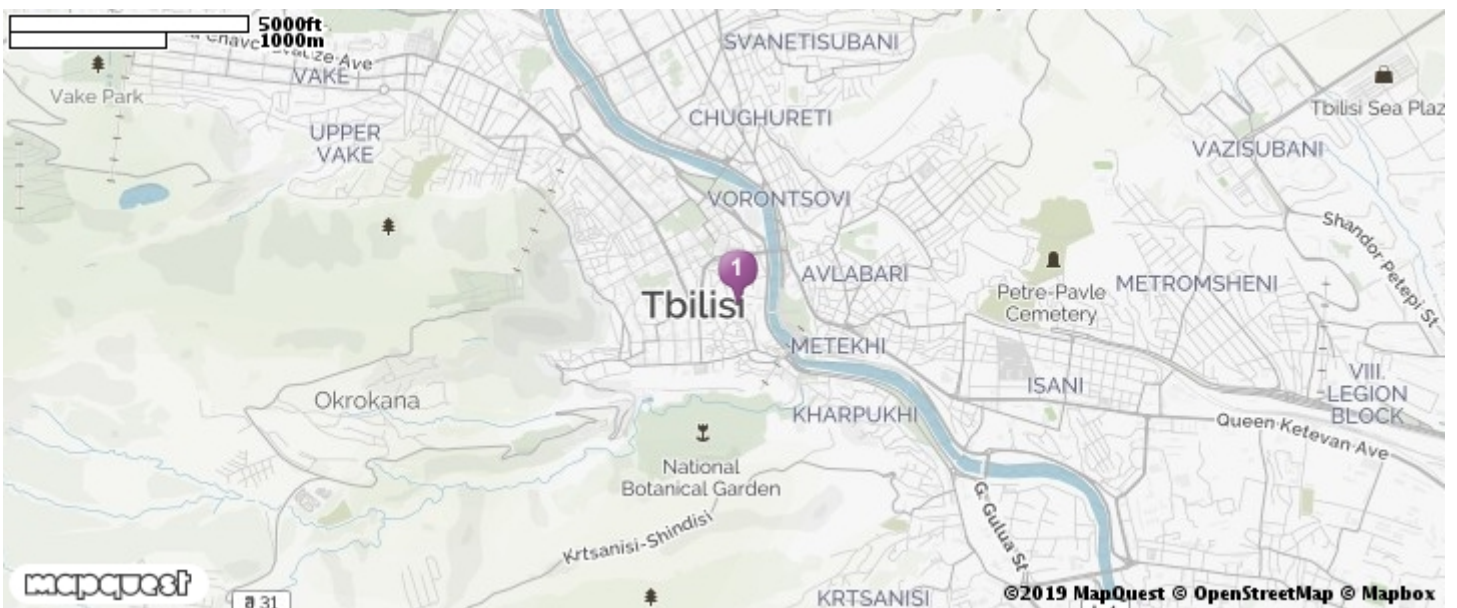 5000ft
1000m
SVANETISUBANI
VAKE
Vake Park
Tbilisi Sea Plaz
CHUGHURETI
UPPER
VAKE
VAZISUBANI
VORONTSOVI
Shandor Petepi St
1
AVLABARI
METROMSHENI
Petre-Pavle
Cemetery
Tbilisi
METEKHI
ISANI
VIII
LEGION
BLOCK
Okrokana
KHARPUKHI
Queen Ketevan Ave
National
Botanical Garden
G. Gulua St
Krtsanisi-Shindisi
mapquest
31
KRTSANISI
©2019 MapQuest © OpenStreetMap © Mapbox